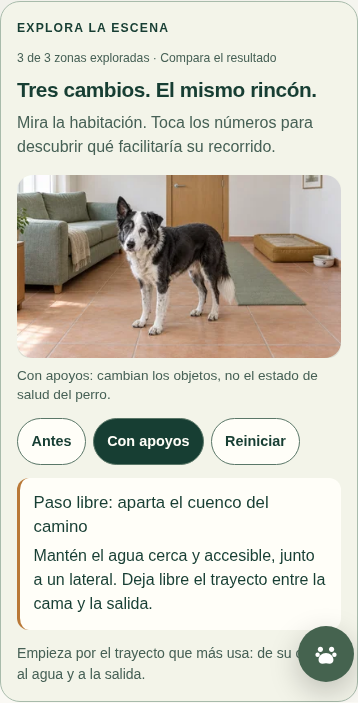 EXPLORA LA ESCENA
3 de 3 zonas exploradas · Compara el resultado
Tres cambios. El mismo rincón.
Mira la habitación. Toca los números para
descubrir qué facilitaría su recorrido.
Con apoyos: cambian los objetos, no el estado de
salud del perro.
Antes
Con apoyos
Reiniciar
Paso libre: aparta el cuenco del
camino
Mantén el agua cerca y accesible, junto
a un lateral. Deja libre el trayecto entre la
cama y la salida.
Empieza por el trayecto que más usa: de su
al agua y a la salida.